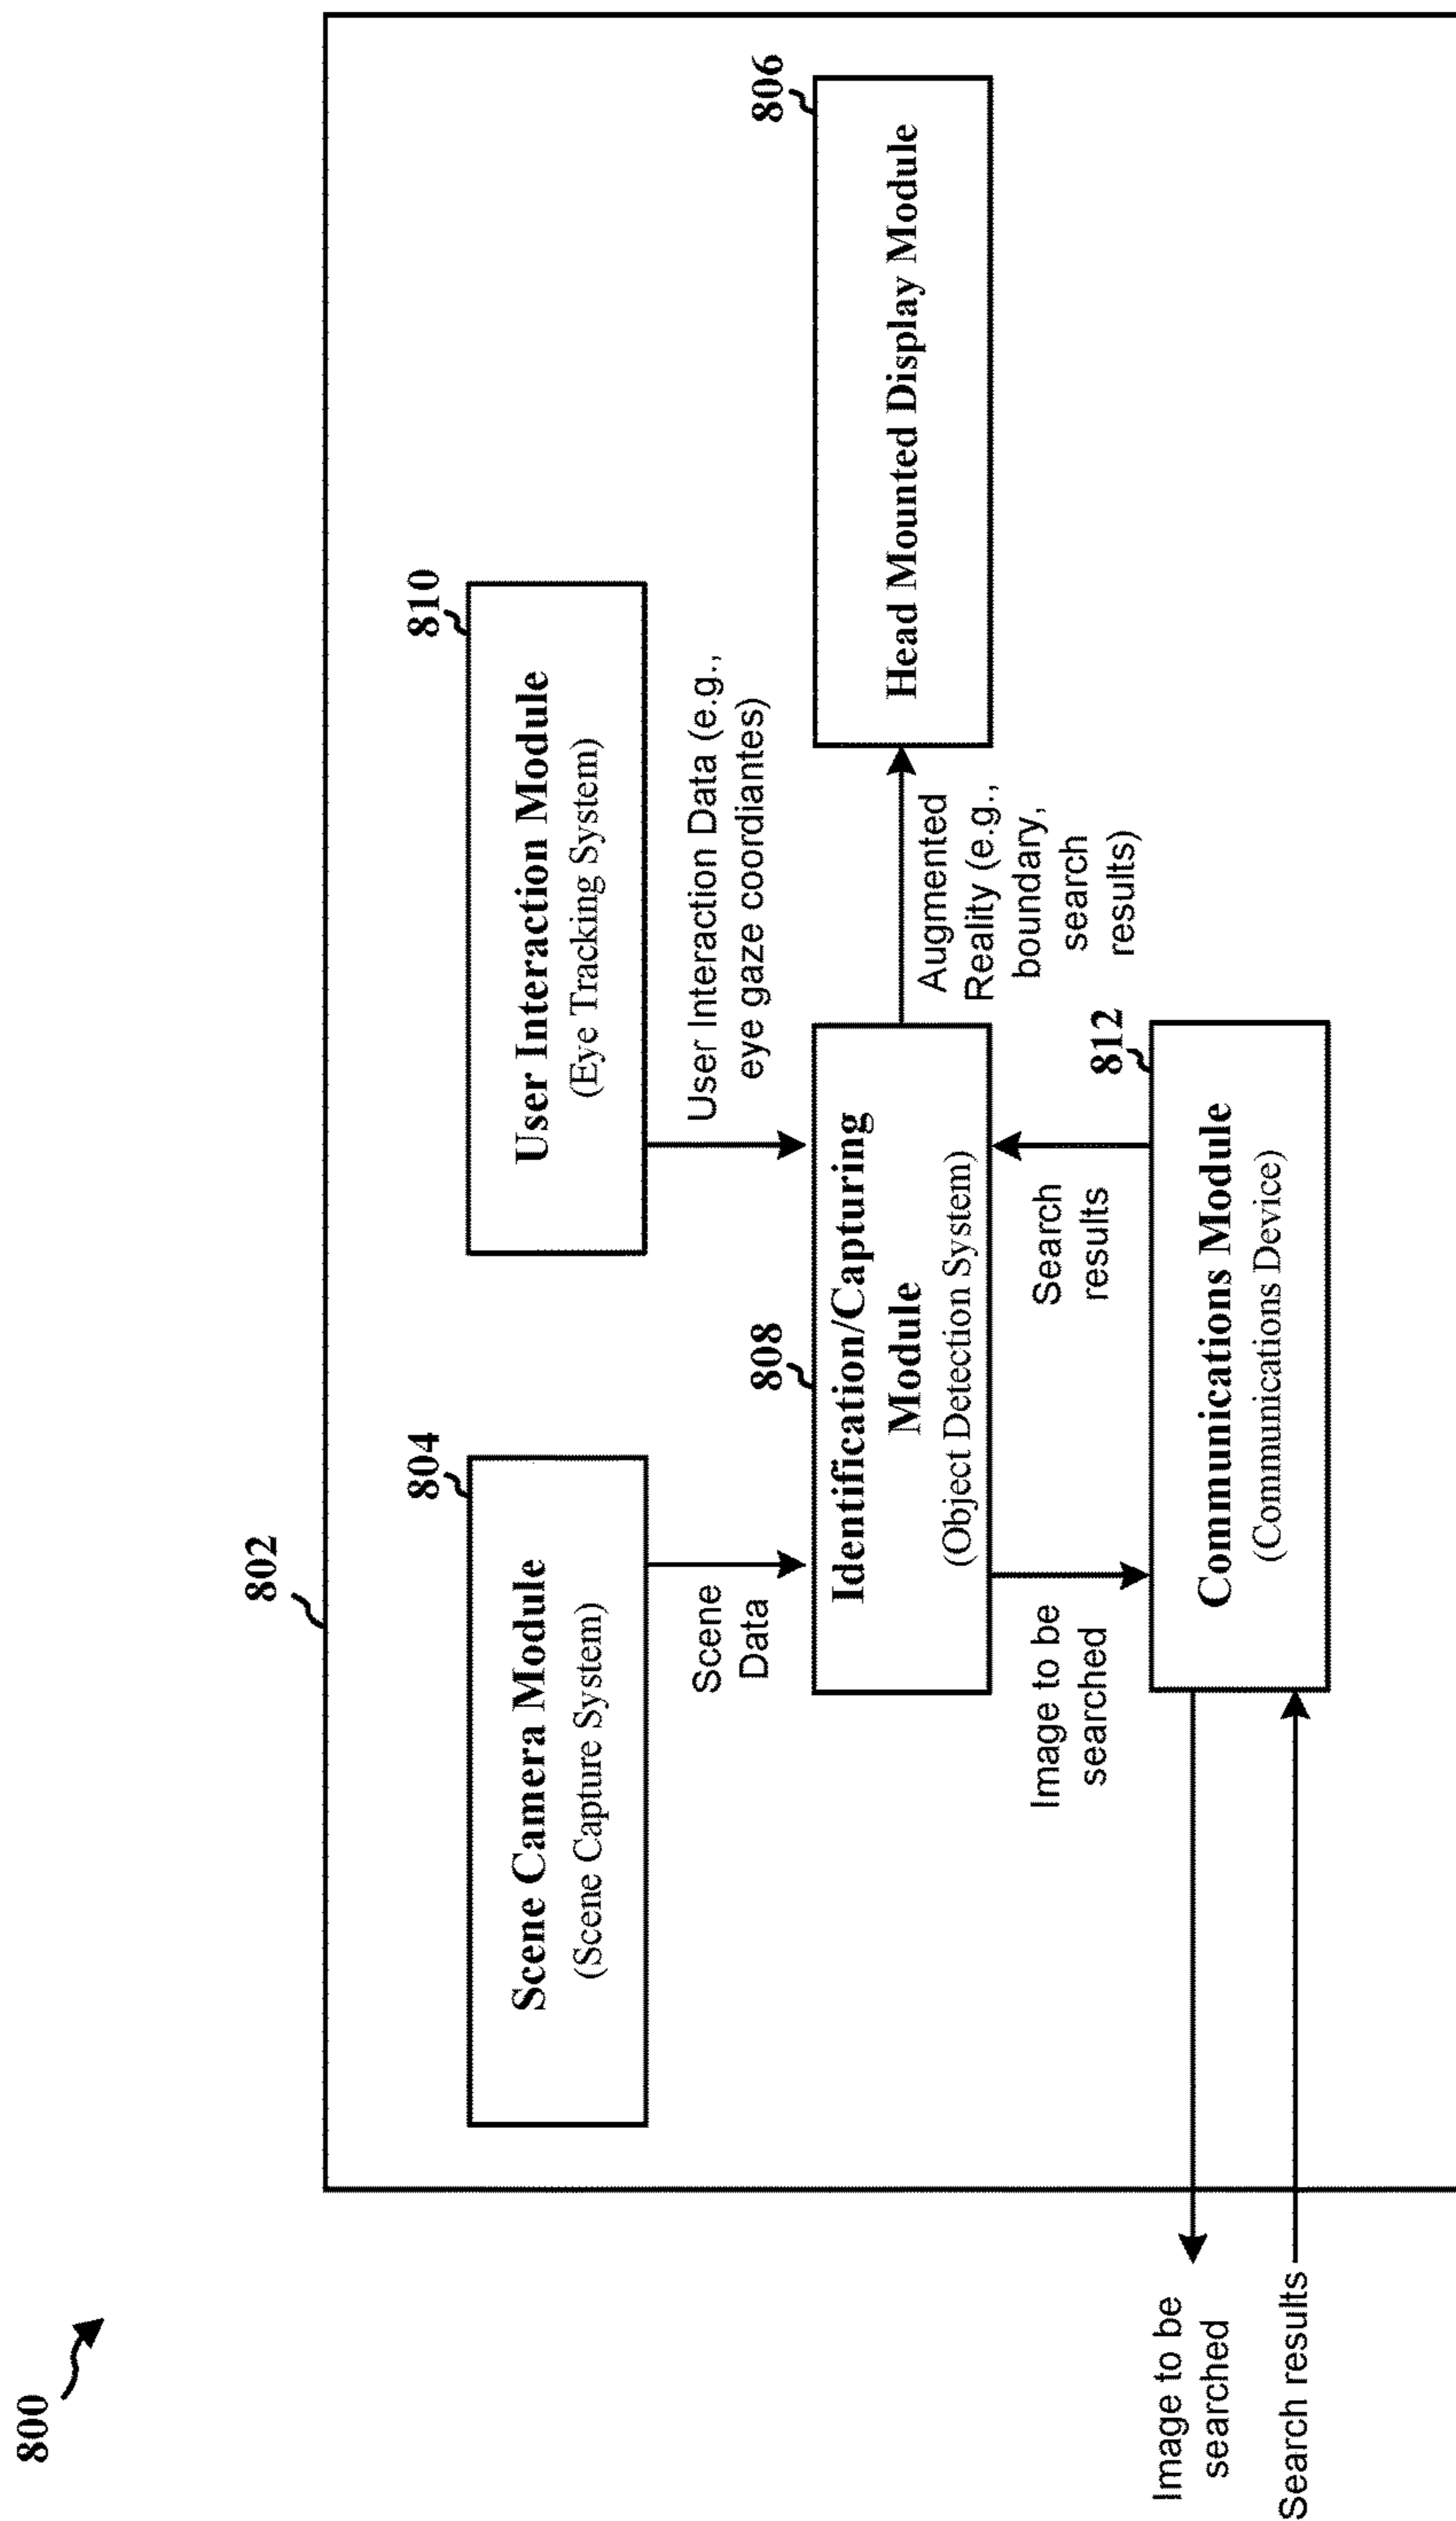 800
802
804
Scene Camera Module
(Scene Capture System)
810
User Interaction Module
(Eye Tracking System)
Scene
Data
User Interaction Data (e.g.,
eye gaze coordiantes)
808
Identification/Capturing
Module
(Object Detection System)
806
Head Mounted Display Module
Augmented
Reality (e.g.,
boundary,
search
results)
Image to be
searched
Search
results
812
Communications Module
(Communications Device)
Image to be
searched
Search results